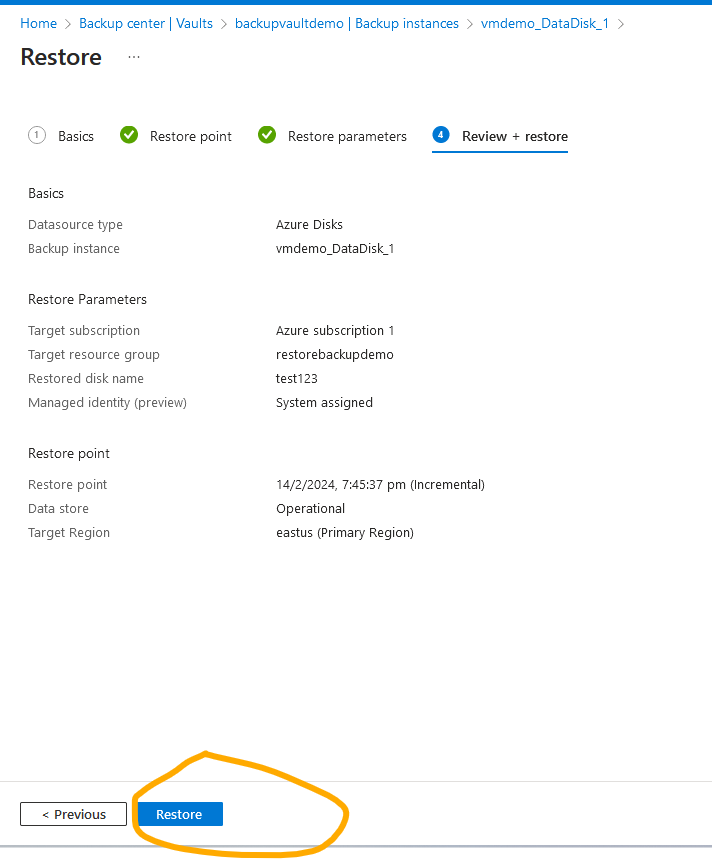 Home > Backup center | Vaults > backupvaultdemo | Backup instances > vmdemo_DataDisk_1 >
Restore ...
1 Basics Restore point Restore parameters 4 Review + restore
Basics
Datasource type Azure Disks
Backup instance vmdemo_DataDisk_1
Restore Parameters
Target subscription Azure subscription 1
Target resource group restorebackupdemo
Restored disk name test123
Managed identity (preview) System assigned
Restore point
Restore point 14/2/2024, 7:45:37 pm (Incremental)
Data store Operational
Target Region eastus (Primary Region)
< Previous Restore